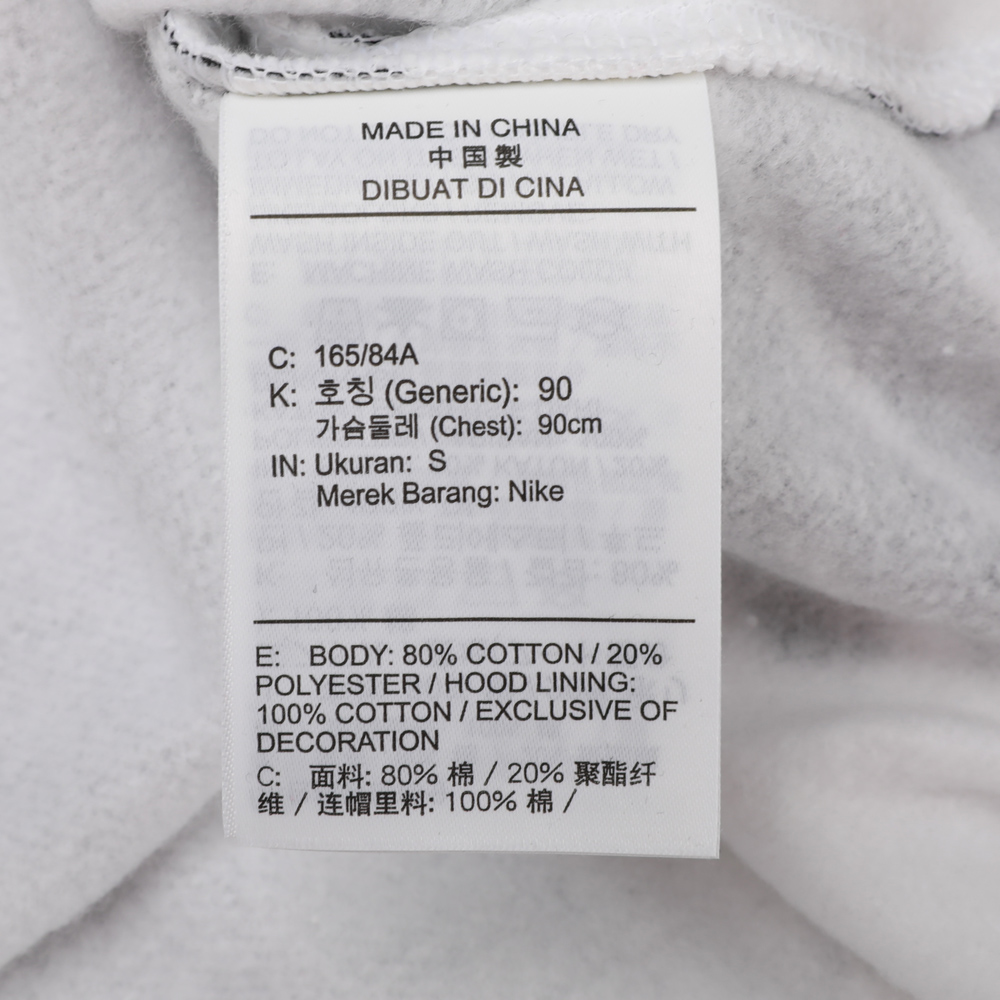 MADE IN CHINA
中国製
DIBUAT DI CINA
C: 165/84A
K: 호칭 (Generic): 90
가슴둘레 (Chest): 90cm
IN: Ukuran: S
Merek Barang: Nike
E: BODY: 80% COTTON / 20%
POLYESTER / HOOD LINING:
100% COTTON / EXCLUSIVE OF
DECORATION
C: 面料: 80% 棉 / 20% 聚酯纤
维 / 连帽里料: 100% 棉 /